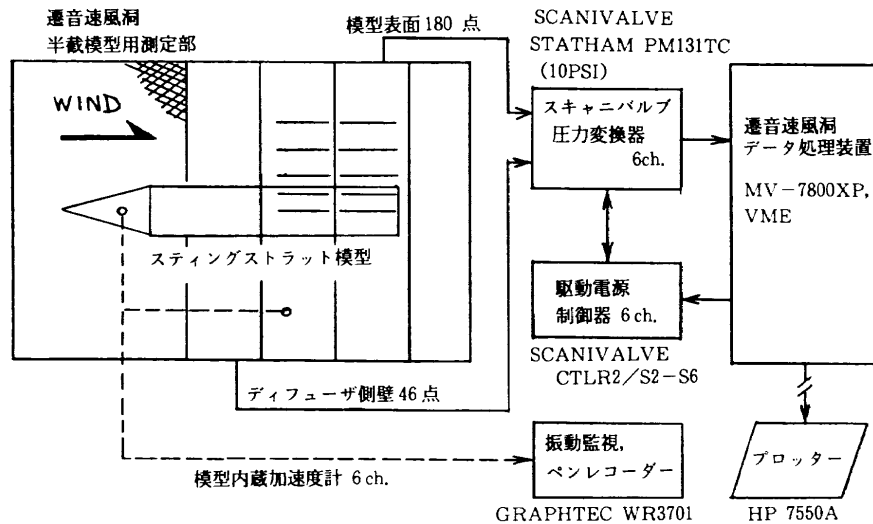 遷音速風洞
半截模型用測定部
模型表面180 点
SCANIVALVE
STATHAM PM131TC
(10PSI)
WIND
スキャニバルブ
圧力変換器
6ch.
遷音速風洞
データ処理装置
MV-7800XP,
VME
スティングストラット模型
駆動電源
制御器 6 ch.
SCANIVALVE
CTLR2／S2-S6
ディフューザ側壁46点
振動監視,
ペンレコーダー
プロッター
模型内蔵加速度計 6 ch.
GRAPHTEC WR3701
HP 7550A